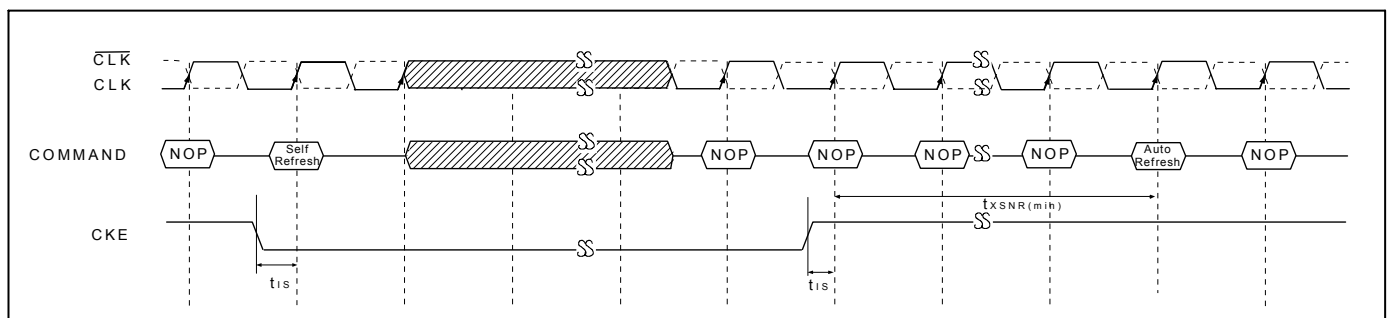 CLK
CLK
COMMAND
NOP
Self
Refresh
NOP
NOP
NOP
NOP
Auto
Refresh
NOP
tXSNR(min)
CKE
tIS
tIS